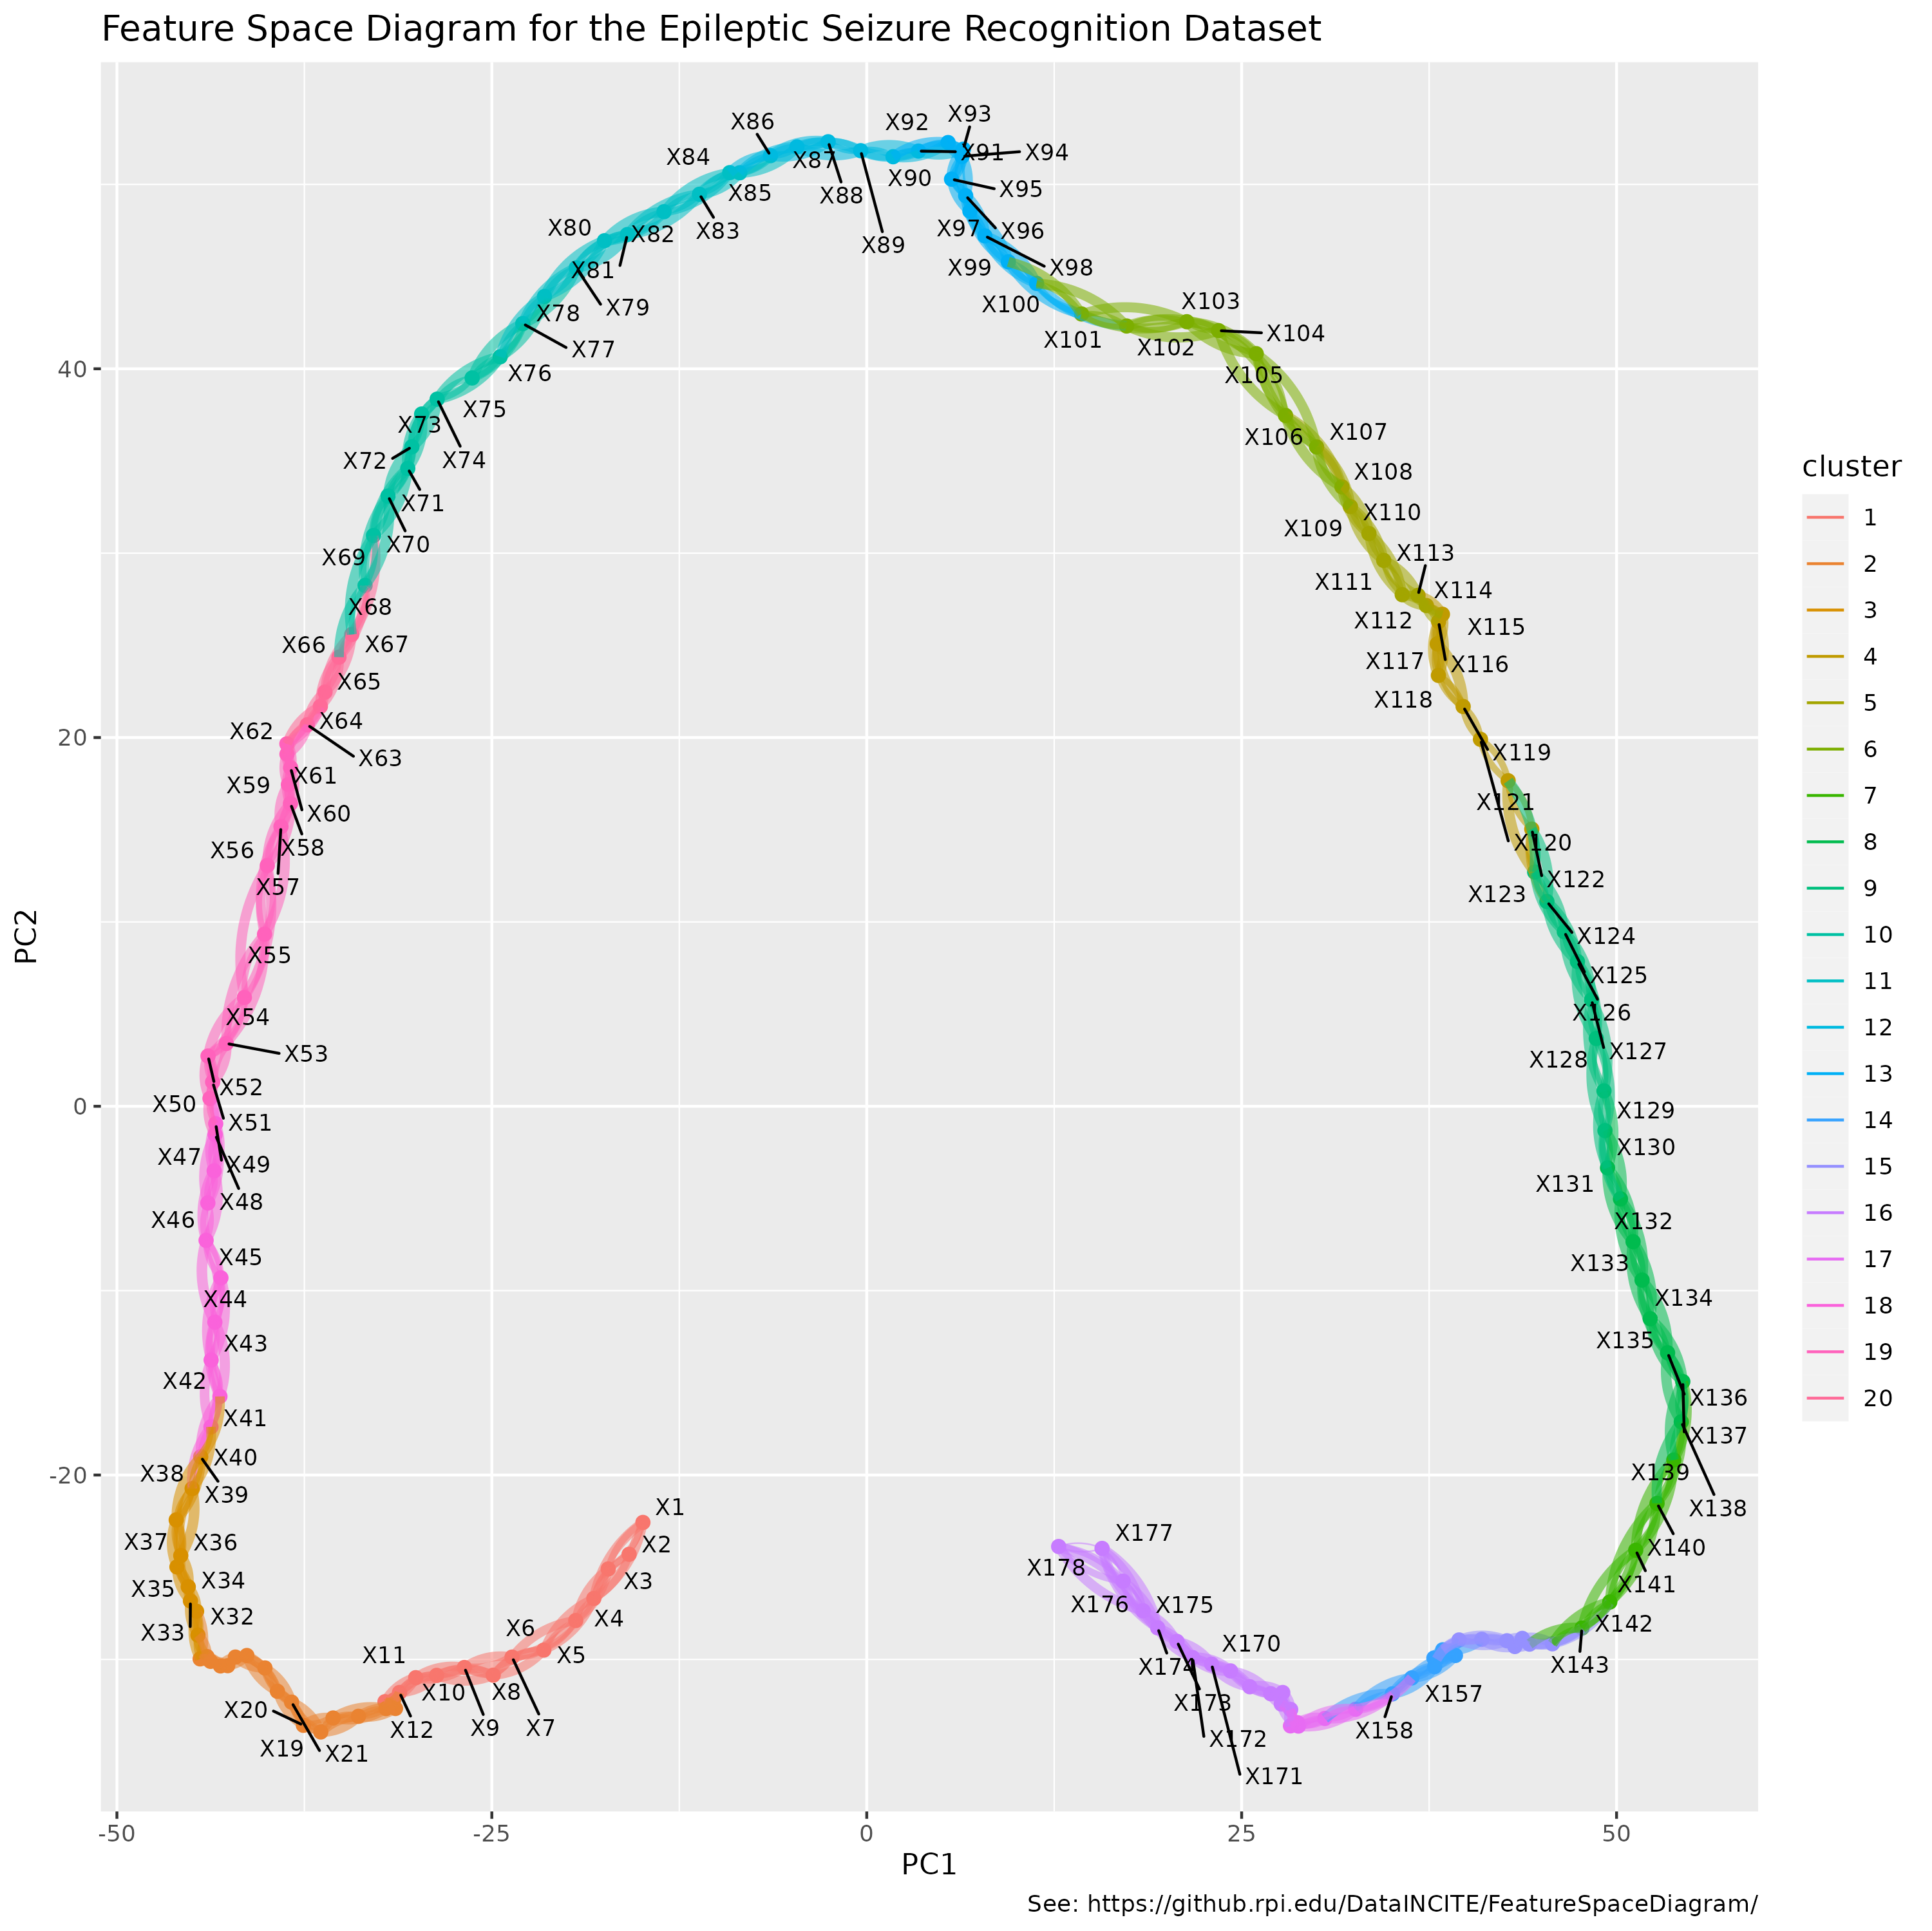 Feature Space Diagram for the Epileptic Seizure Recognition Dataset
X93
X86
X92
X84
X87
X91
X94
X85
X88
X90
X95
X80
X82
X83
X89
X97
X96
X81
X99
X98
X79
X78
X100
X103
X77
X101
X102
X104
40
X76
X105
X75
X73
X106
X107
X72
X74
X108
X71
X110
X70
X109
X69
X113
X111
X68
X114
X112
X115
X66
X67
X117
X116
X65
X118
X64
X62
20
X63
X119
X61
X59
X121
X60
X58
X56
X120
X57
X122
X123
X55
X124
PC2
X125
X54
X126
X53
X127
X128
X52
X50
0
X51
X129
X47
X49
X130
X48
X131
X46
X132
X45
X133
X44
X134
X43
X135
X42
X136
X41
X137
X40
X38
-20
X39
X139
X138
X1
X37
X36
X2
X177
X140
X35
X34
X3
X178
X141
X33
X32
X4
X176
X175
X142
X6
X5
X11
X170
X143
X174
X10
X8
X157
X20
X12
X9
X7
X173
X158
X19
X21
X172
X171
-50
-25
0
25
50
PC1
cluster
1
2
3
4
5
6
7
8
9
10
11
12
13
14
15
16
17
18
19
20
See: https://github.rpi.edu/DataINCITE/FeatureSpaceDiagram/